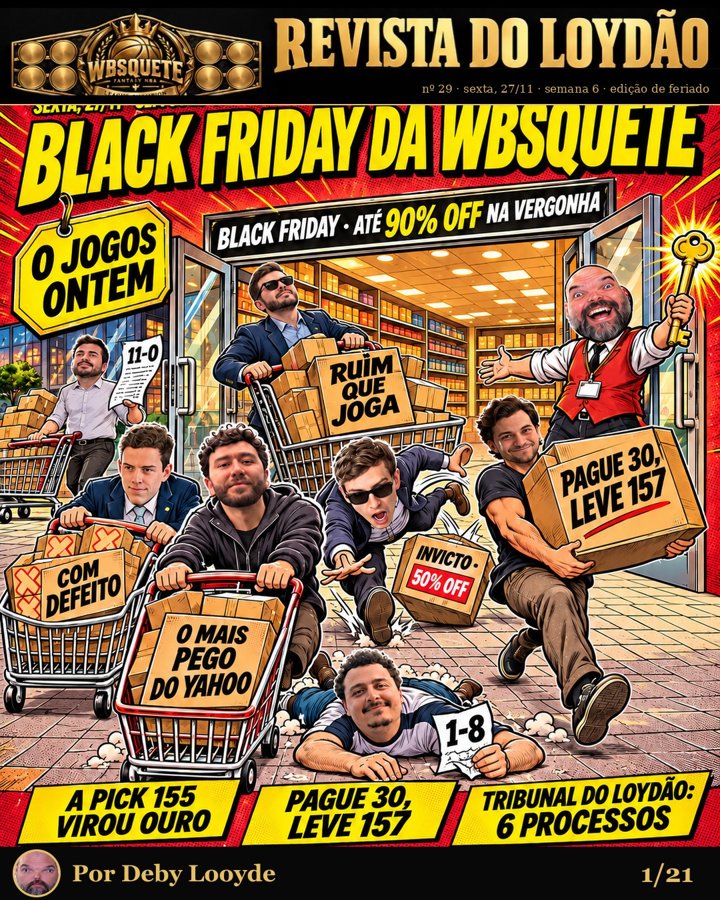 WBSQUETE
FANTASY NBA
REVISTA DO LOYDÃO
nº 29 · sexta, 27/11 · semana 6 · edição de feriado
BLACK FRIDAY DA WBSQUETE
O JOGOS
ONTEM
BLACK FRIDAY · ATÉ 90% OFF NA VERGONHA
11-0
RUÌM
QUE
JOGA
PAGUE 30,
LEVE 157
COM
DEFEITO
INVICTO ·
50% OFF
O MAIS
PEGO
DO YAHOO
1-8
A PICK 155
VIROU OURO
PAGUE 30,
LEVE 157
TRIBUNAL DO LOYDÃO:
6 PROCESSOS
Por Deby Looyde
1/21